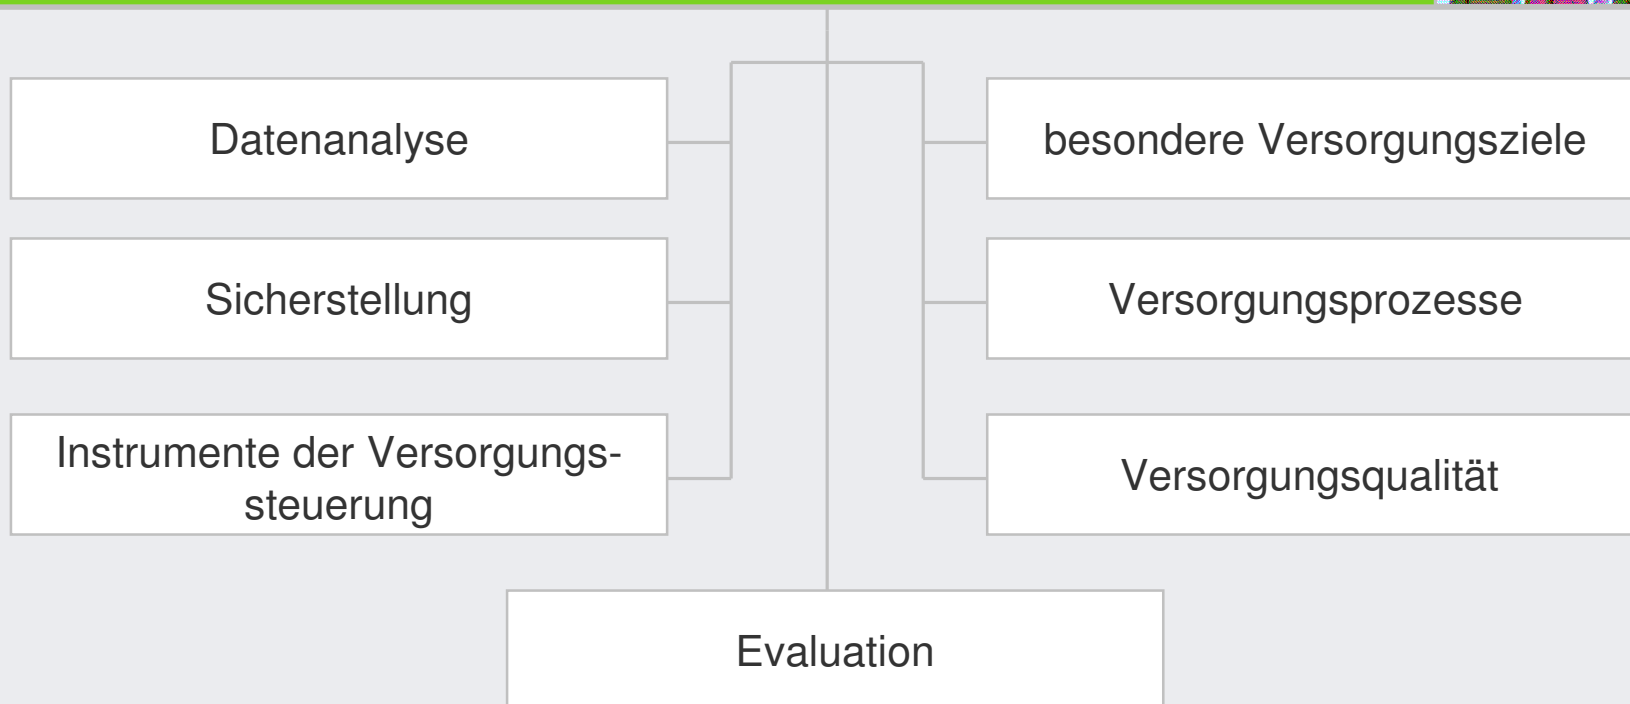 Datenanalyse
besondere Versorgungsziele
Sicherstellung
Versorgungsprozesse
Instrumente der Versorgungs-
steuerung
Versorgungsqualität
Evaluation